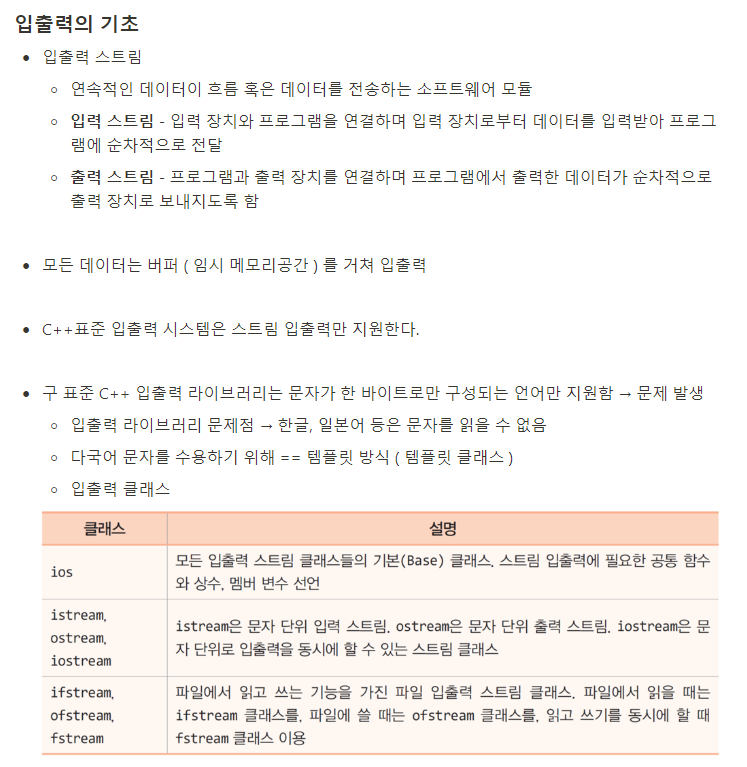 입출력의 기초
• 입출력 스트림
○ 연속적인 데이터이 흐름 혹은 데이터를 전송하는 소프트웨어 모듈
○ 입력 스트림 - 입력 장치와 프로그램을 연결하며 입력 장치로부터 데이터를 입력받아 프로그
램에 순차적으로 전달
○ 출력 스트림 - 프로그램과 출력 장치를 연결하며 프로그램에서 출력한 데이터가 순차적으로
출력 장치로 보내지도록 함
• 모든 데이터는 버퍼 ( 임시 메모리공간 ) 를 거쳐 입출력
• C++표준 입출력 시스템은 스트림 입출력만 지원한다.
• 구 표준 C++ 입출력 라이브러리는 문자가 한 바이트로만 구성되는 언어만 지원함 → 문제 발생
○ 입출력 라이브러리 문제점 → 한글, 일본어 등은 문자를 읽을 수 없음
○ 다국어 문자를 수용하기 위해 == 템플릿 방식 ( 템플릿 클래스 )
○ 입출력 클래스
클래스 설명
ios
모든 입출력 스트림 클래스들의 기본(Base) 클래스. 스트림 입출력에 필요한 공통 함수
와 상수, 멤버 변수 선언
istream,
ostream,
iostream
istream은 문자 단위 입력 스트림. ostream은 문자 단위 출력 스트림. iostream은 문
자 단위로 입출력을 동시에 할 수 있는 스트림 클래스
ifstream,
ofstream,
fstream
파일에서 읽고 쓰는 기능을 가진 파일 입출력 스트림 클래스. 파일에서 읽을 때는
ifstream 클래스를, 파일에 쓸 때는 ofstream 클래스를, 읽고 쓰기를 동시에 할 때
fstream 클래스 이용